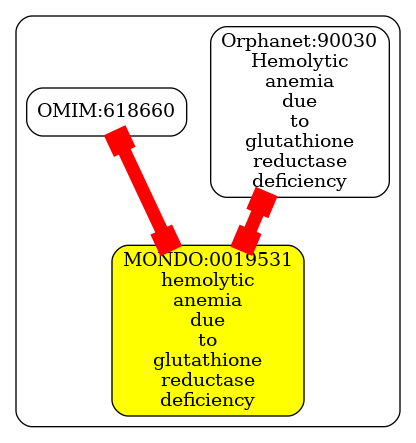 OMIM:618660
Orphanet:90030
Hemolytic
anemia
due
to
glutathione
reductase
deficiency
MONDO:0019531
hemolytic
anemia
due
to
glutathione
reductase
deficiency